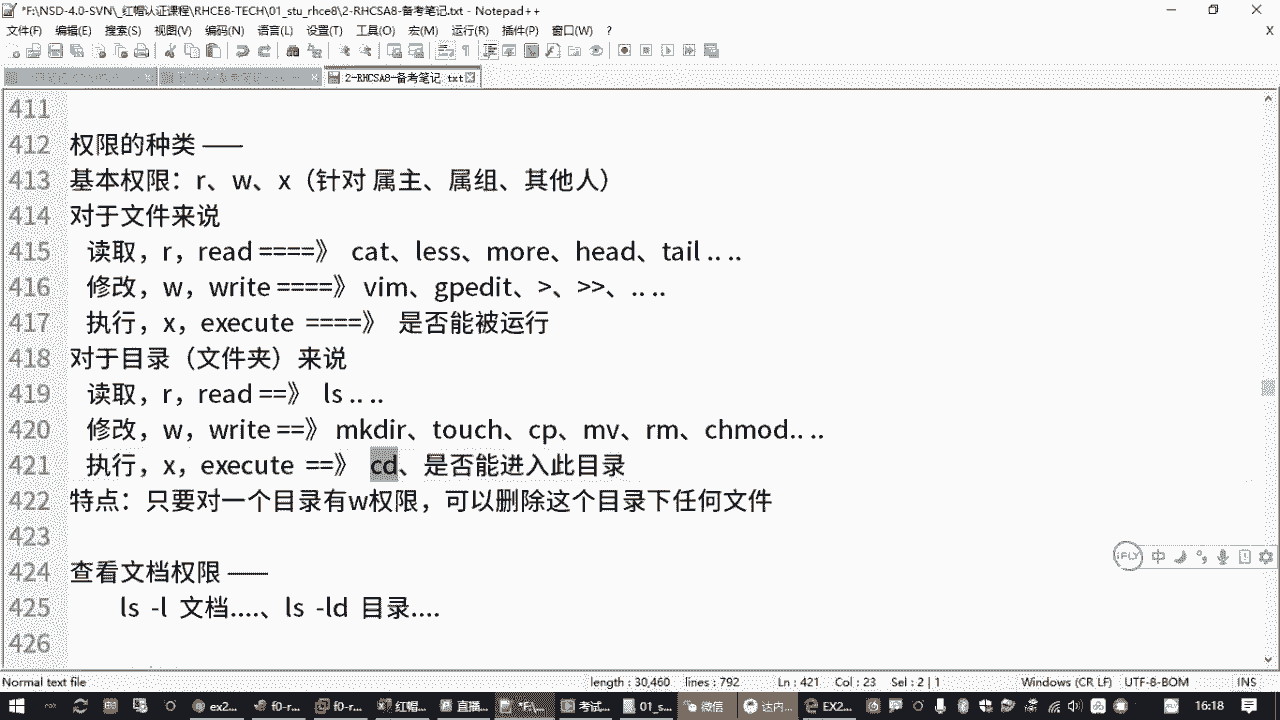 *F:\NSD-4.0-SVN\_红帽认证课程\RHCE8-TECH\01_stu_rhce8\2-RHCSA8-备考笔记.txt - Notepad++
文件(F) 编辑(E) 搜索(S) 视图(V) 编码(N) 语言(L) 设置(T) 工具(O) 宏(M) 运行(R) 插件(P) 窗口(W) ? X
2-RHCSA8-备考笔记.txt
411
412 权限的种类 ——
413 基本权限：r、w、x（针对 属主、属组、其他人）
414 对于文件来说
415 读取，r，read ====》 cat、less、more、head、tail .. ..
416 修改，w，write ====》 vim、gpedit、>、>>、.. ..
417 执行，x，execute ====》 是否能被运行
418 对于目录（文件夹）来说
419 读取，r，read ==》 ls .. ..
420 修改，w，write ==》 mkdir、touch、cp、mv、rm、chmod.. ..
421 执行，x，execute ==》 cd、是否能进入此目录
422 特点：只要对一个目录有w权限，可以删除这个目录下任何文件
423
424 查看文档权限 ——
425 ls -l 文档....、ls -ld 目录....
426
iFLY 中
Normal text file length : 30,460 lines : 792 Ln : 421 Col : 23 Sel : 2 | 1 Windows (CR LF) UTF-8-BOM INS
ex2... f0-r... f0-r... 红帽... 直播... *F:\... 考试... 01_s... 微信 达内... EX2... 16:18